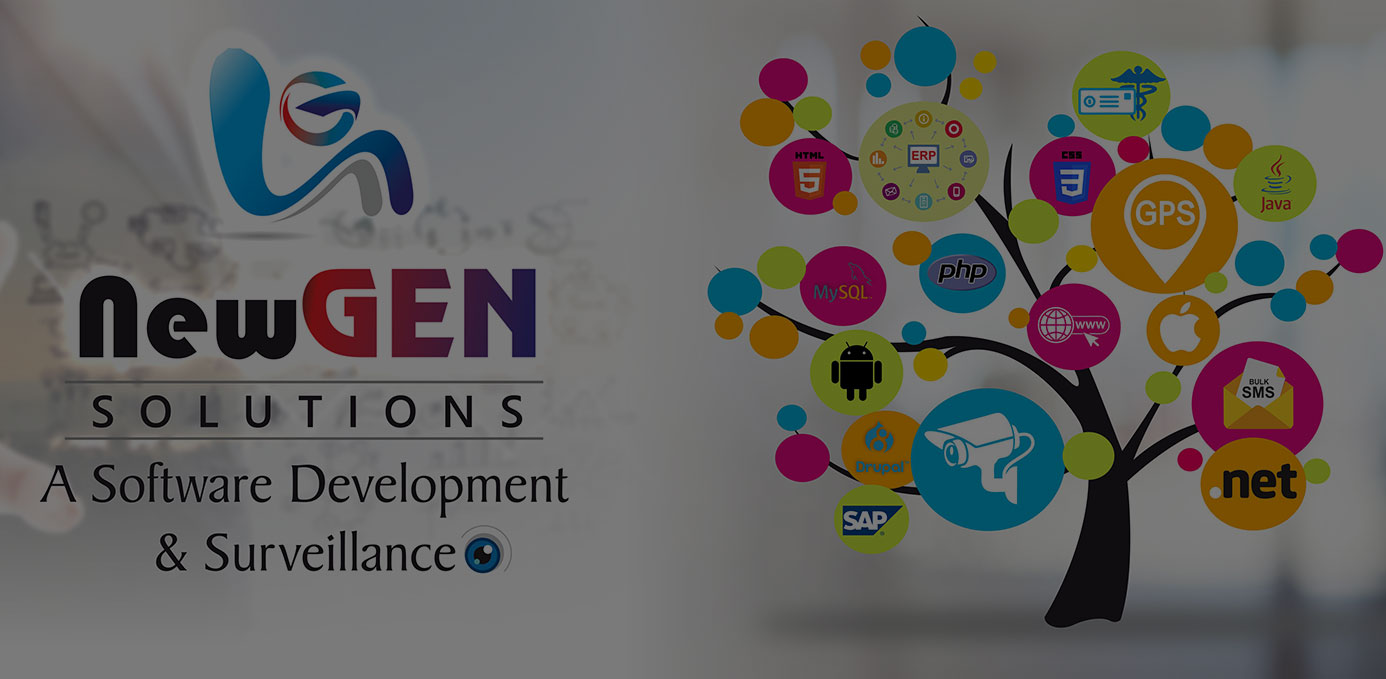 NewGEN
SOLUTIONS
A Software Development
& Surveillance
ERP
HTML
5
CSS
3
GPS
Java
MySQL
php
www
BULK
SMS
Drupal
.net
SAP